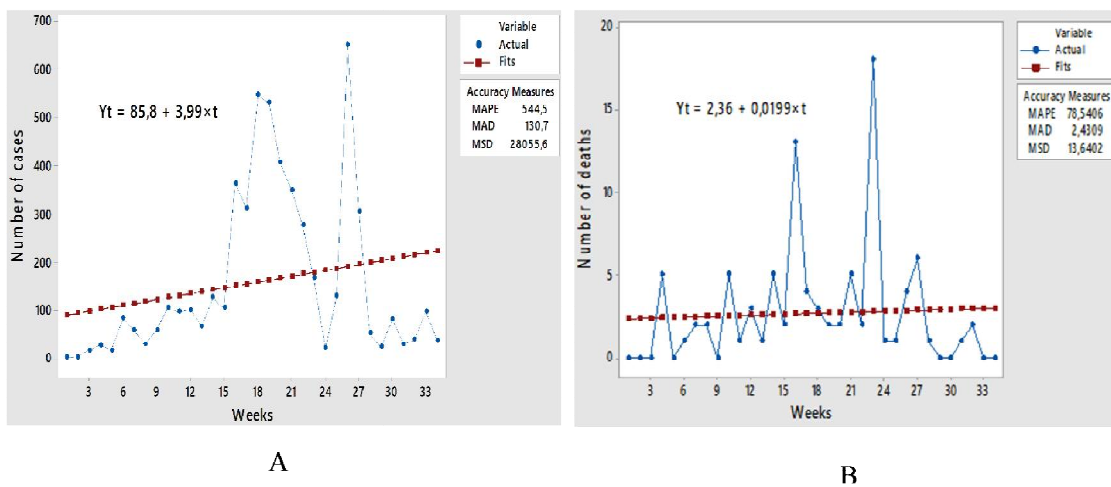 700
600
500
400
300
200
100
0
Number of cases
Yt = 85,8 + 3,99×t
3 6 9 12 15 18 21 24 27 30 33
Weeks
Variable
Actual
Fits
Accuracy Measures
MAPE 544,5
MAD 130,7
MSD 28055,6
A
20
15
10
5
0
Number of deaths
Yt = 2,36 + 0,0199×t
3 6 9 12 15 18 21 24 27 30 33
Weeks
Variable
Actual
Fits
Accuracy Measures
MAPE 78,5406
MAD 2,4309
MSD 13,6402
B